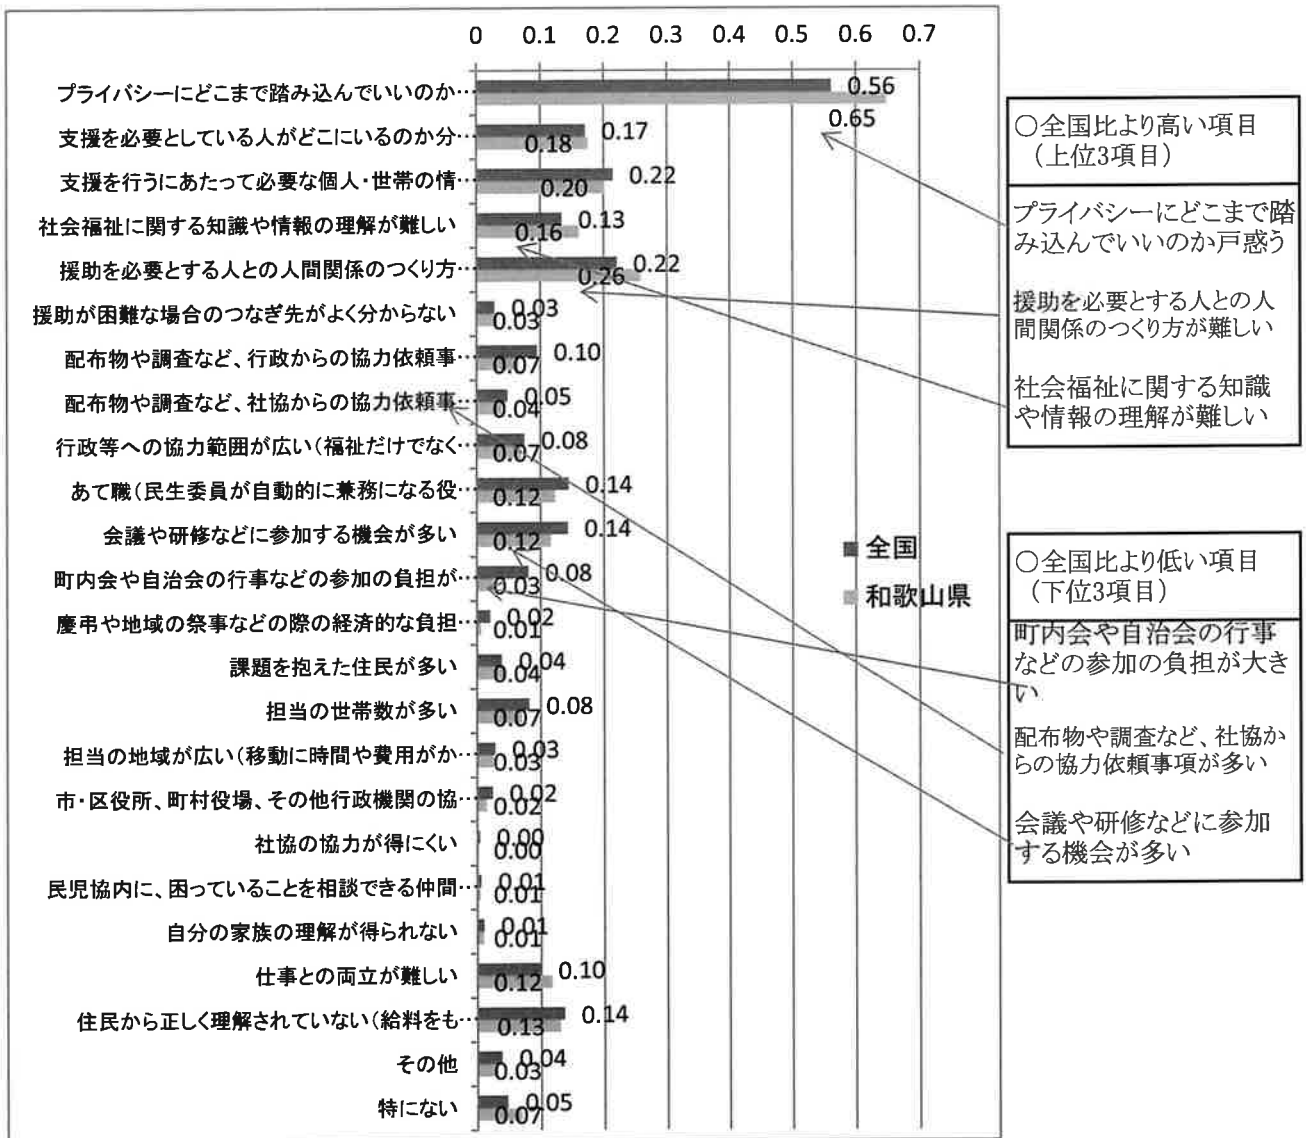 0 0.1 0.2 0.3 0.4 0.5 0.6 0.7
プライバシーにどこまで踏み込んでいいのか… 0.56 0.65
支援を必要としている人がどこにいるのか分… 0.17 0.18
支援を行うにあたって必要な個人・世帯の情… 0.22 0.20
社会福祉に関する知識や情報の理解が難しい 0.13 0.16
援助を必要とする人との人間関係のつくり方… 0.22 0.26
援助が困難な場合のつなぎ先がよく分からない 0.03 0.03
配布物や調査など、行政からの協力依頼事… 0.10 0.07
配布物や調査など、社協からの協力依頼事… 0.05 0.04
行政等への協力範囲が広い(福祉だけでなく… 0.08 0.07
あて職(民生委員が自動的に兼務になる役… 0.14 0.12
会議や研修などに参加する機会が多い 0.14 0.12
町内会や自治会の行事などの参加の負担が… 0.08 0.03
慶弔や地域の祭事などの際の経済的な負担… 0.02 0.01
課題を抱えた住民が多い 0.04 0.04
担当の世帯数が多い 0.08 0.07
担当の地域が広い(移動に時間や費用がか… 0.03 0.03
市・区役所、町村役場、その他行政機関の協… 0.02 0.02
社協の協力が得にくい 0.00 0.00
民児協内に、困っていることを相談できる仲間… 0.01 0.01
自分の家族の理解が得られない 0.01 0.01
仕事との両立が難しい 0.10 0.12
住民から正しく理解されていない(給料をも… 0.14 0.13
その他 0.04 0.03
特にない 0.05 0.07
全国
和歌山県
○全国比より高い項目
(上位3項目)
プライバシーにどこまで踏
み込んでいいのか戸惑う
援助を必要とする人との人
間関係のつくり方が難しい
社会福祉に関する知識
や情報の理解が難しい
○全国比より低い項目
(下位3項目)
町内会や自治会の行事
などの参加の負担が大き
い
配布物や調査など、社協か
らの協力依頼事項が多い
会議や研修などに参加
する機会が多い